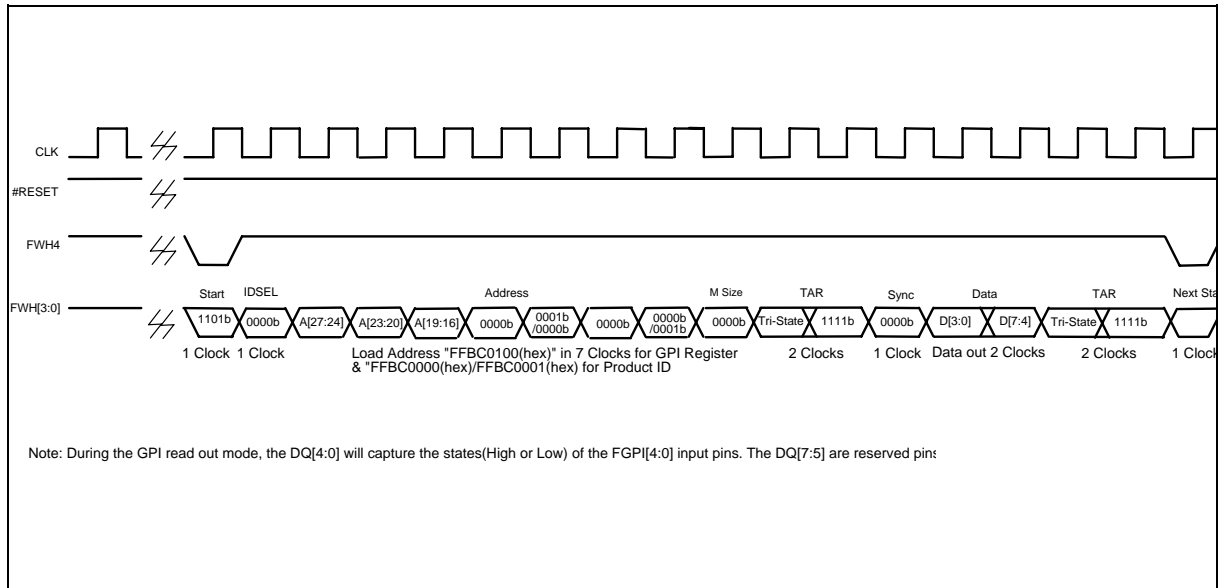 CLK
#RESET
FWH4
FWH[3:0]
Start IDSEL Address M Size TAR Sync Data TAR Next Sta
1101b 0000b A[27:24] A[23:20] A[19:16] 0000b 0001b /0000b 0000b 0000b /0001b 0000b Tri-State 1111b 0000b D[3:0] D[7:4] Tri-State 1111b
1 Clock 1 Clock Load Address "FFBC0100(hex)" in 7 Clocks for GPI Register 2 Clocks 1 Clock Data out 2 Clocks 2 Clocks 1 Clock
& "FFBC0000(hex)/FFBC0001(hex) for Product ID
Note: During the GPI read out mode, the DQ[4:0] will capture the states(High or Low) of the FGPI[4:0] input pins. The DQ[7:5] are reserved pins